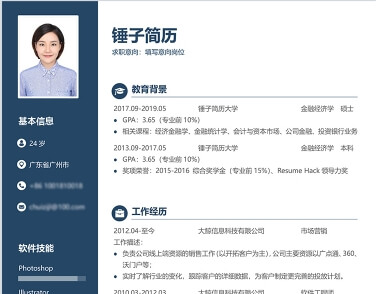 锤子简历
求职意向：填写意向岗位
基本信息
24 岁
广东省广州市
软件技能
Photoshop
Illustrator
教育背景
2017.09-2019.05 锤子简历大学 金融经济学 硕士
GPA：3.65（专业前 10%）
相关课程：经济金融学、金融统计学、会计与资本市场、公司金融、投资银行业务
2013.09-2017.05 锤子简历大学 金融经济学 本科
GPA：3.65（专业前 10%）
奖项荣誉：2015-2016 综合奖学金（专业前 15%）、Resume Hack 领导力奖
工作经历
2012.04-至今 大鲸信息科技有限公司 市场营销
工作描述：
负责公司线上端资源的销售工作（以开拓客户为主），公司主要资源以广点通、360、
沃门户等；
实时了解行业的变化，跟踪客户的详细数据，为客户制定更完善的投放计划。
2010.03-2012.03 大鲸信息科技有限公司 软件工程师